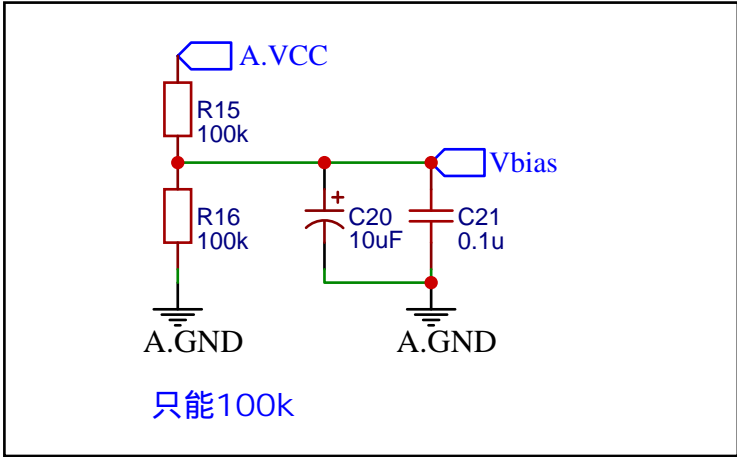 A.VCC
R15
100k
Vbias
R16
100k
C20
10uF
C21
0.1u
A.GND
A.GND
只能100k